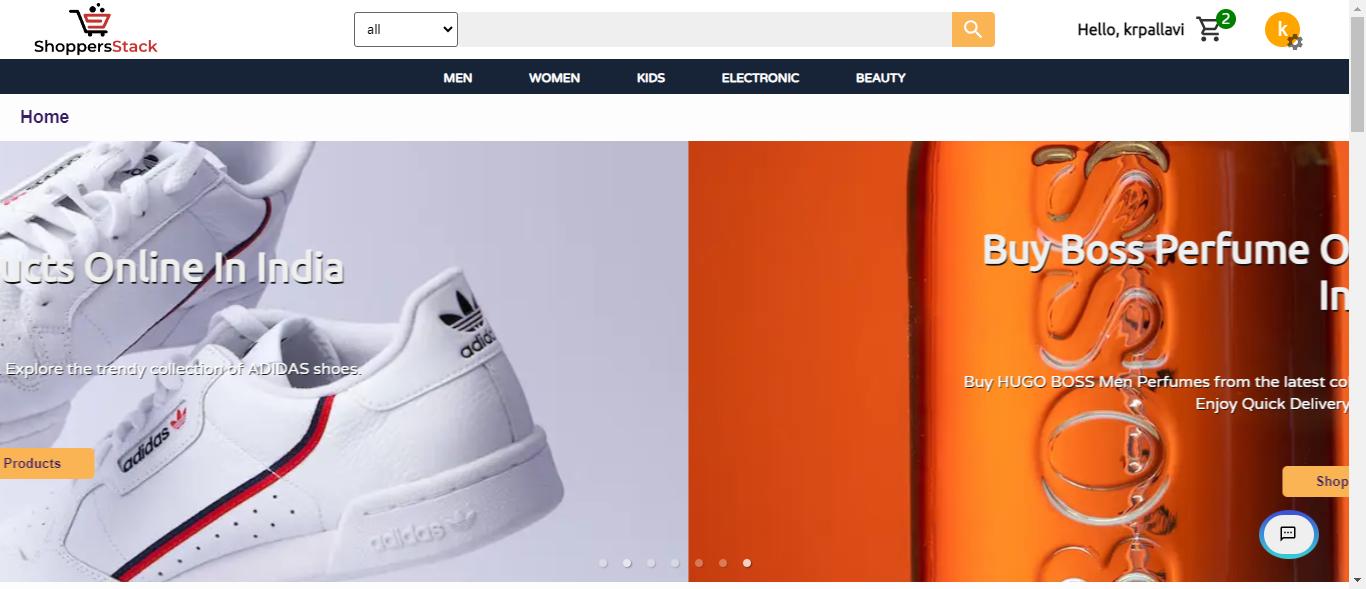 ShoppersStack
all
Hello, krpallavi
2
k
MEN
WOMEN
KIDS
ELECTRONIC
BEAUTY
Home
ucts Online In India
. Explore the trendy collection of ADIDAS shoes.
Products
adidas
adidas
adidas
Buy Boss Perfume O
In
Buy HUGO BOSS Men Perfumes from the latest co
Enjoy Quick Delivery
Shop
BOSS